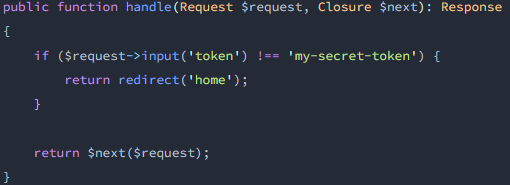 public function handle(Request $request, Closure $next): Response
{
    if ($request->input('token') !== 'my-secret-token') {
        return redirect('home');
    }

    return $next($request);
}